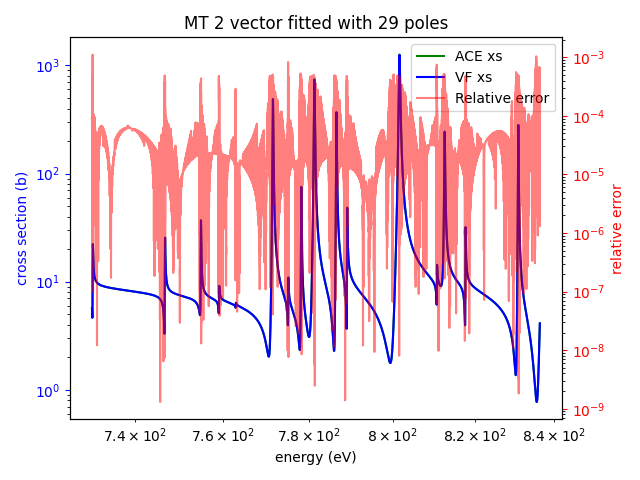 MT 2 vector fitted with 29 poles
ACE xs
VF xs
Relative error
10³
10²
10¹
10⁰
cross section (b)
10⁻³
10⁻⁴
10⁻⁵
10⁻⁶
10⁻⁷
10⁻⁸
10⁻⁹
relative error
7.4 × 10² 7.6 × 10² 7.8 × 10² 8 × 10² 8.2 × 10² 8.4 × 10²
energy (eV)